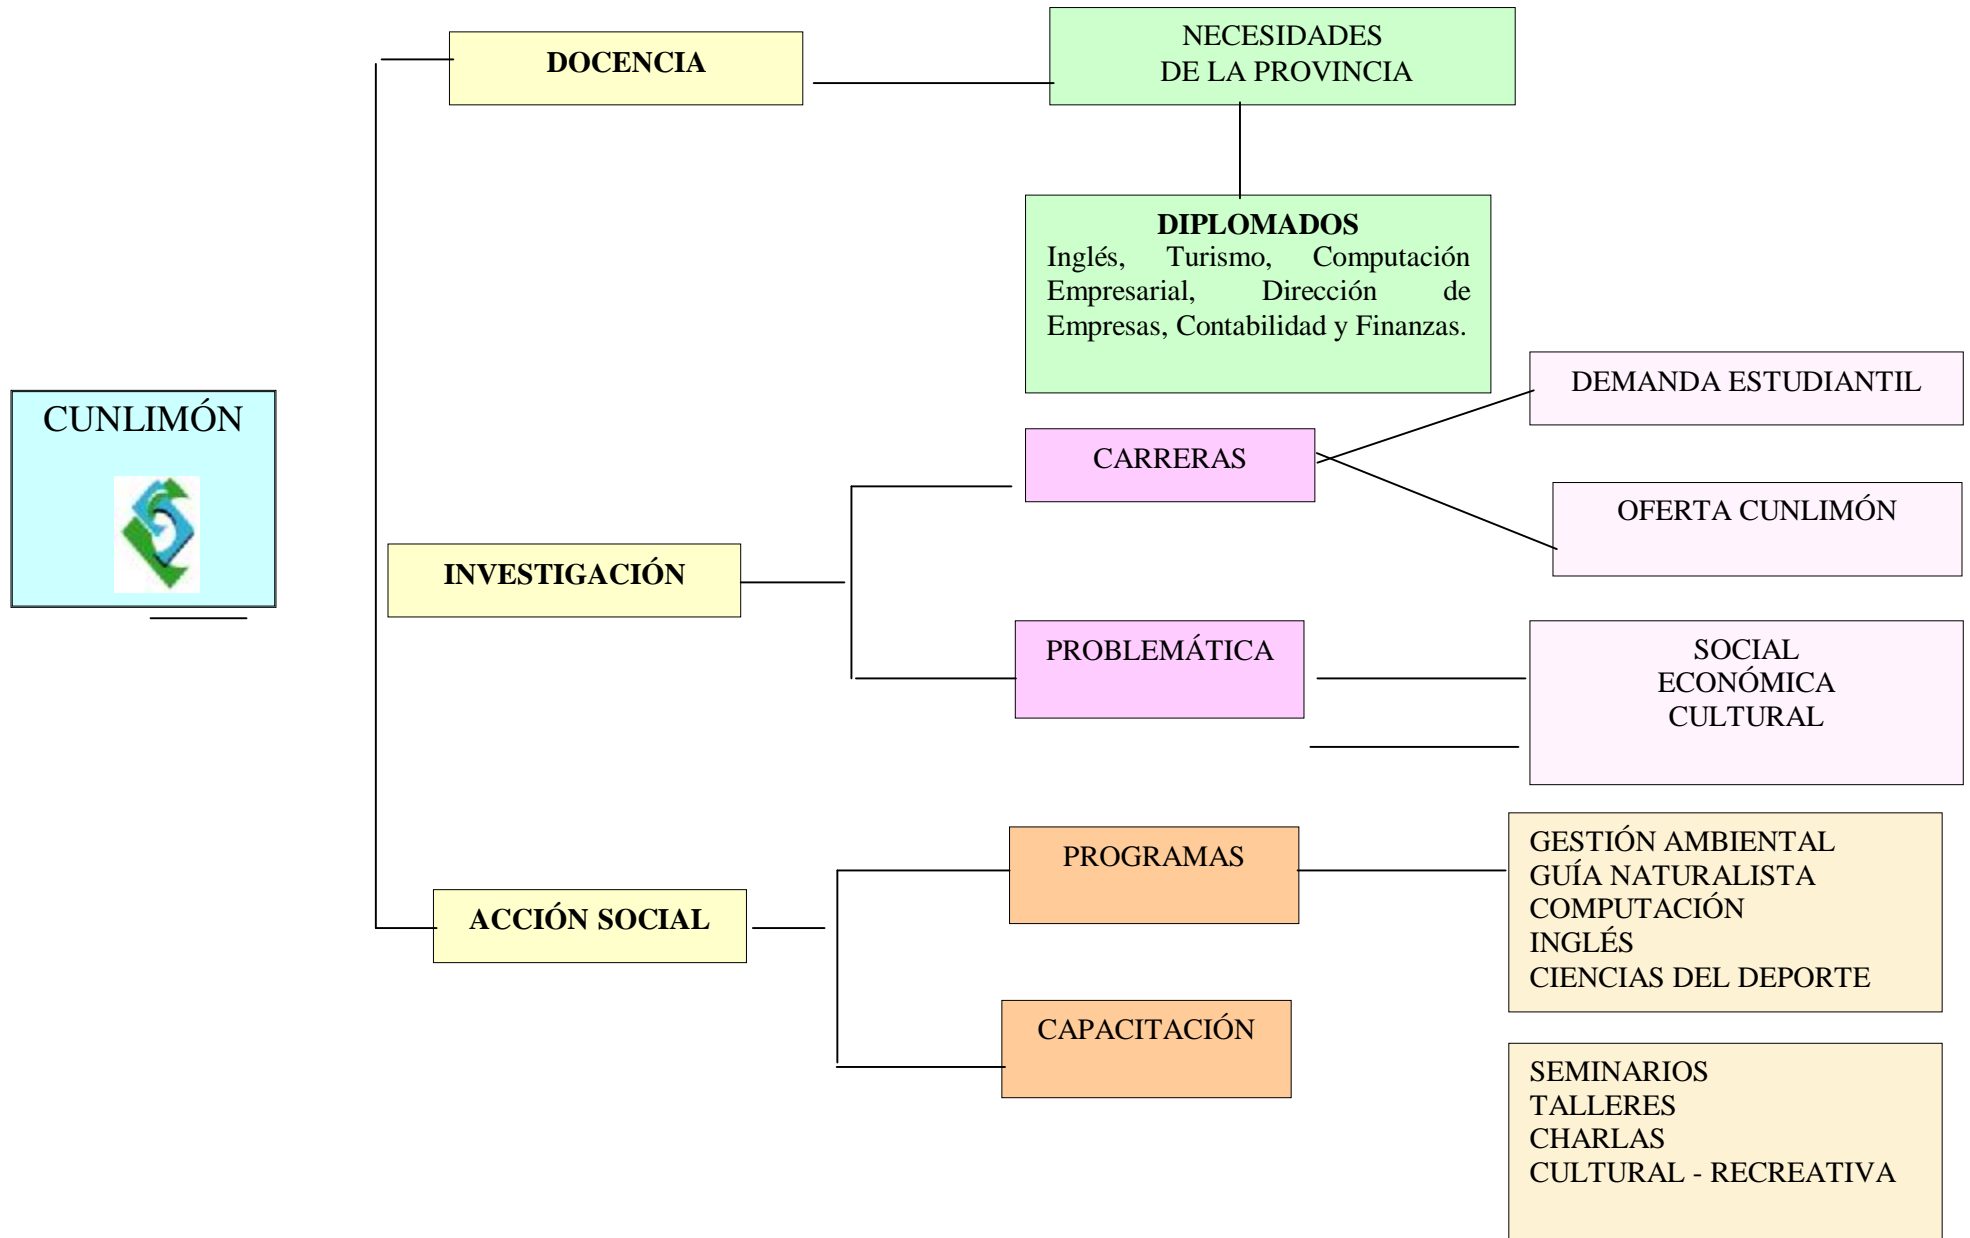 CUNLIMÓN
DOCENCIA
NECESIDADES
DE LA PROVINCIA
DIPLOMADOS
Inglés, Turismo, Computación
Empresarial, Dirección de
Empresas, Contabilidad y Finanzas.
INVESTIGACIÓN
CARRERAS
DEMANDA ESTUDIANTIL
OFERTA CUNLIMÓN
PROBLEMÁTICA
SOCIAL
ECONÓMICA
CULTURAL
ACCIÓN SOCIAL
PROGRAMAS
GESTIÓN AMBIENTAL
GUÍA NATURALISTA
COMPUTACIÓN
INGLÉS
CIENCIAS DEL DEPORTE
CAPACITACIÓN
SEMINARIOS
TALLERES
CHARLAS
CULTURAL - RECREATIVA